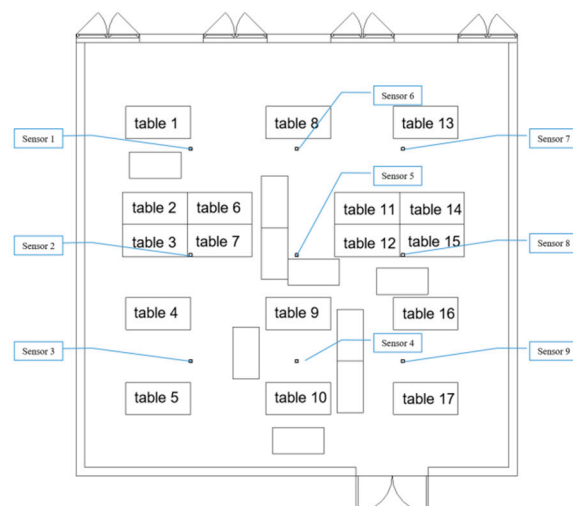 Sensor 6
table 1
table 8
table 13
Sensor 1
Sensor 7
Sensor 5
table 2
table 6
table 11
table 14
Sensor 2
table 3
table 7
table 12
table 15
Sensor 8
table 4
table 9
table 16
Sensor 3
Sensor 4
Sensor 9
table 5
table 10
table 17